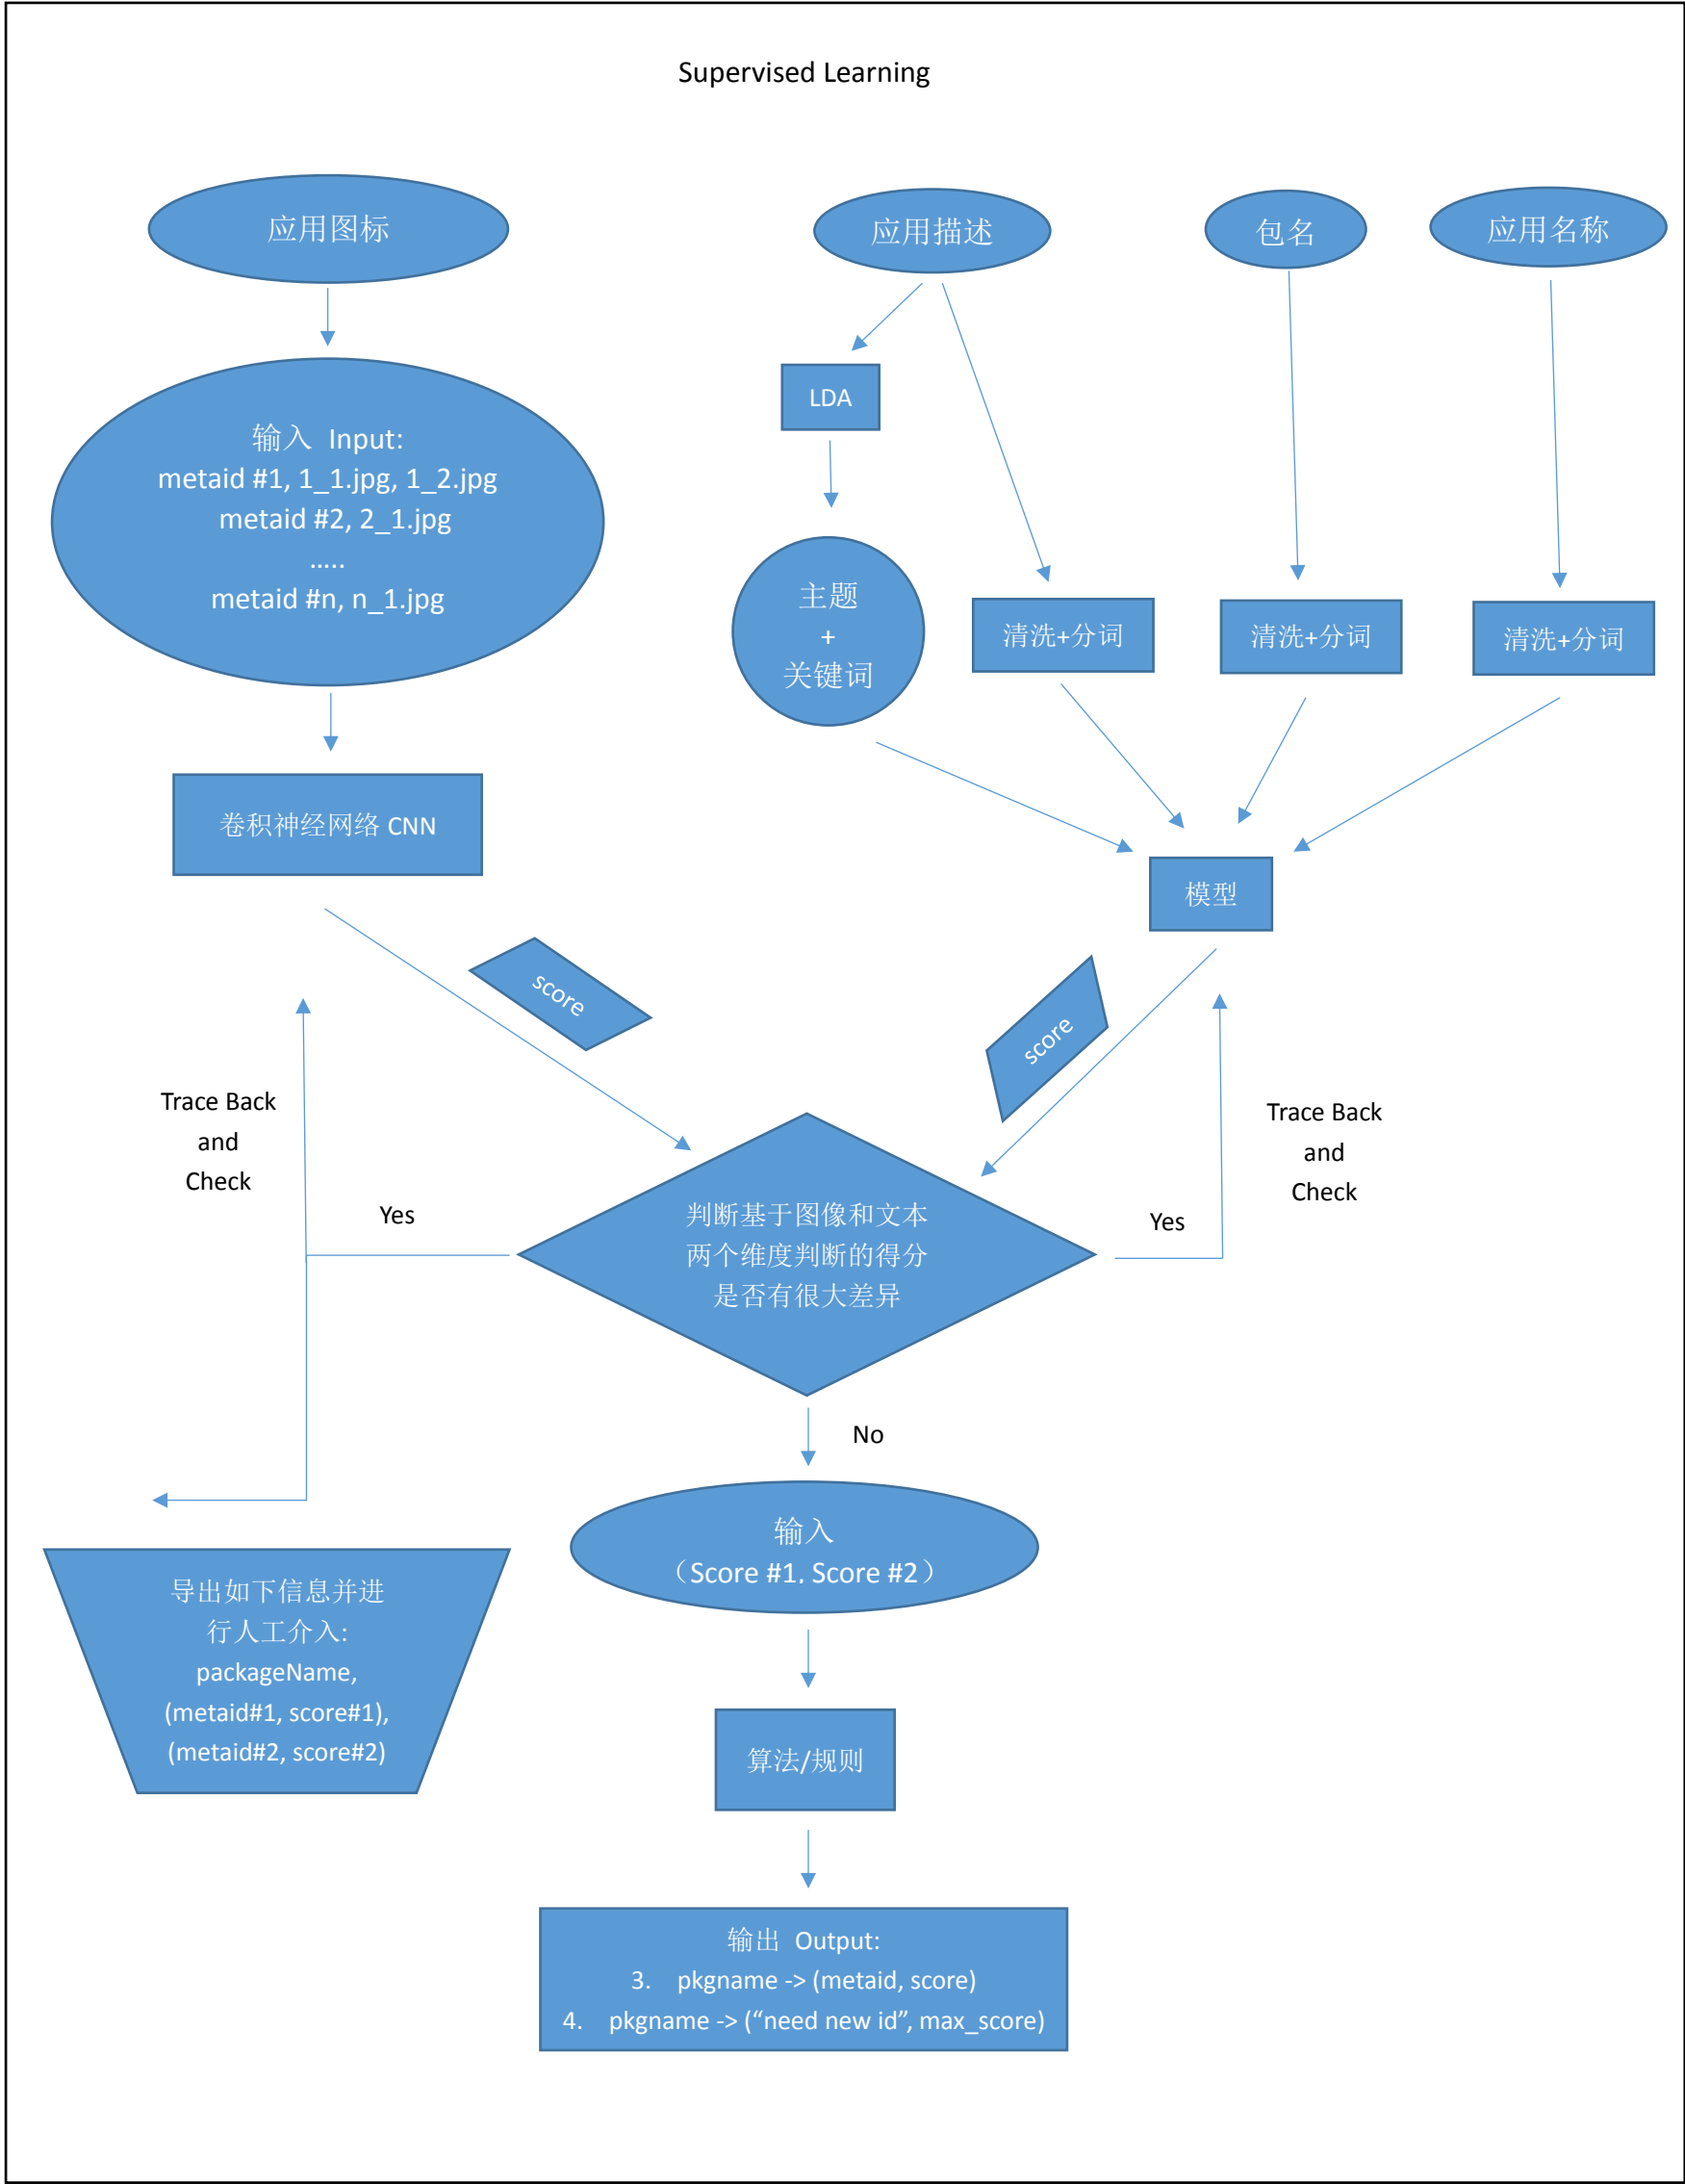 Supervised Learning
应用图标
应用描述
包名
应用名称
LDA
输入 Input:
metaid #1, 1_1.jpg, 1_2.jpg
metaid #2, 2_1.jpg
.....
metaid #n, n_1.jpg
主题
+
关键词
清洗+分词
清洗+分词
清洗+分词
卷积神经网络 CNN
模型
score
score
Trace Back
and
Check
Trace Back
and
Check
Yes
Yes
判断基于图像和文本
两个维度判断的得分
是否有很大差异
No
输入
（Score #1, Score #2）
导出如下信息并进
行人工介入:
packageName,
(metaid#1, score#1),
(metaid#2, score#2)
算法/规则
输出 Output:
3. pkgname -> (metaid, score)
4. pkgname -> (“need new id”, max_score)